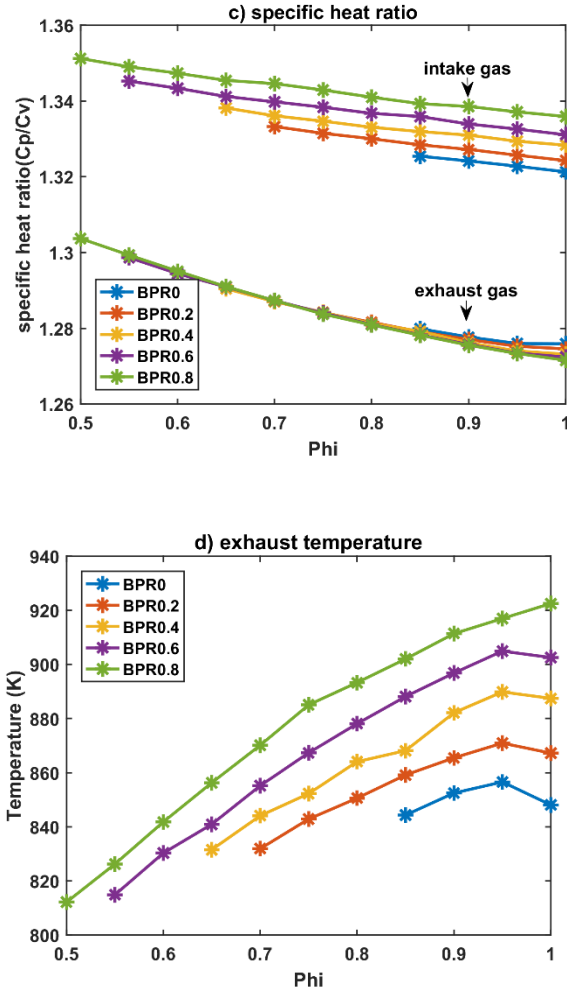 c) specific heat ratio
1.36
1.34
1.32
1.3
1.28
1.26
specific heat ratio(Cp/Cv)
intake gas
exhaust gas
BPR0
BPR0.2
BPR0.4
BPR0.6
BPR0.8
0.5 0.6 0.7 0.8 0.9 1
Phi
d) exhaust temperature
940
920
900
880
860
840
820
800
Temperature (K)
BPR0
BPR0.2
BPR0.4
BPR0.6
BPR0.8
0.5 0.6 0.7 0.8 0.9 1
Phi